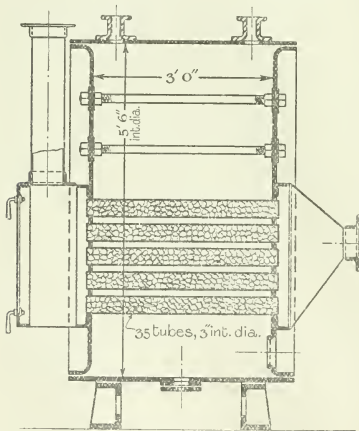 3' 0"
5' 6"
int. dia.
35 tubes, 3" int. dia.